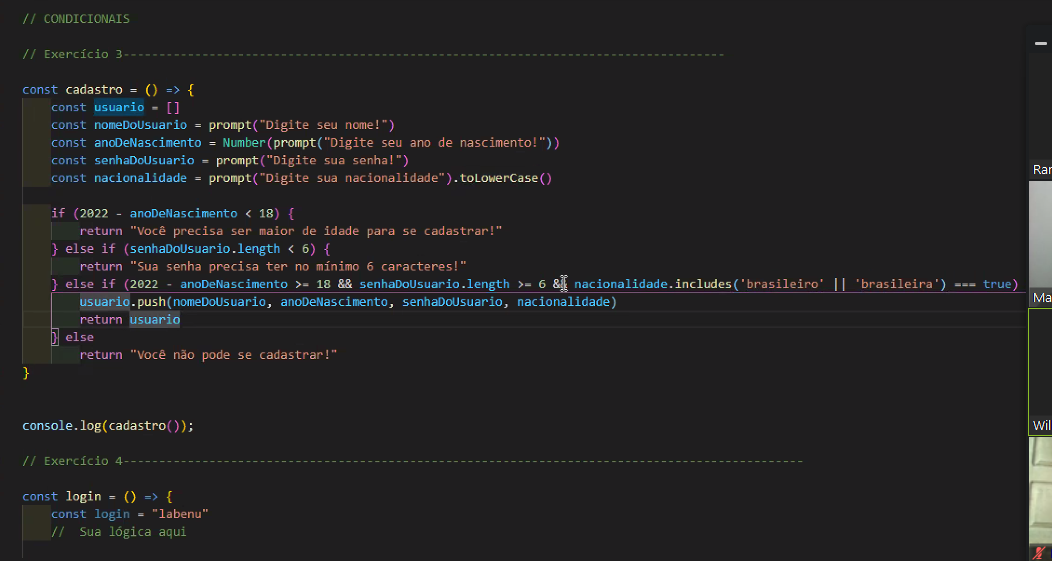 // CONDICIONAIS
// Exercício 3------------------------------------------------------------------------------------
const cadastro = () => {
const usuario = []
const nomeDoUsuario = prompt("Digite seu nome!")
const anoDeNascimento = Number(prompt("Digite seu ano de nascimento!"))
const senhaDoUsuario = prompt("Digite sua senha!")
const nacionalidade = prompt("Digite sua nacionalidade").toLowerCase()
if (2022 - anoDeNascimento < 18) {
return "Você precisa ser maior de idade para se cadastrar!"
} else if (senhaDoUsuario.length < 6) {
return "Sua senha precisa ter no mínimo 6 caracteres!"
} else if (2022 - anoDeNascimento >= 18 && senhaDoUsuario.length >= 6 && nacionalidade.includes('brasileiro' || 'brasileira') === true)
usuario.push(nomeDoUsuario, anoDeNascimento, senhaDoUsuario, nacionalidade)
return usuario
} else
return "Você não pode se cadastrar!"
}
console.log(cadastro());
// Exercício 4-----------------------------------------------------------------------------------------------
const login = () => {
const login = "labenu"
// Sua lógica aqui
Ma
Wil